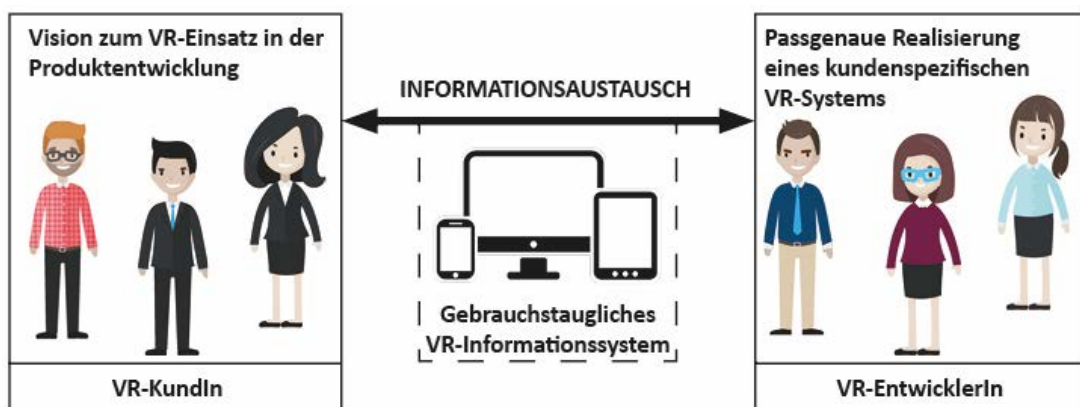 Vision zum VR-Einsatz in der
Produktentwicklung
VR-KundIn
INFORMATIONSAUSTAUSCH
Gebrauchstaugliches
VR-Informationssystem
Passgenaue Realisierung
eines kundenspezifischen
VR-Systems
VR-EntwicklerIn